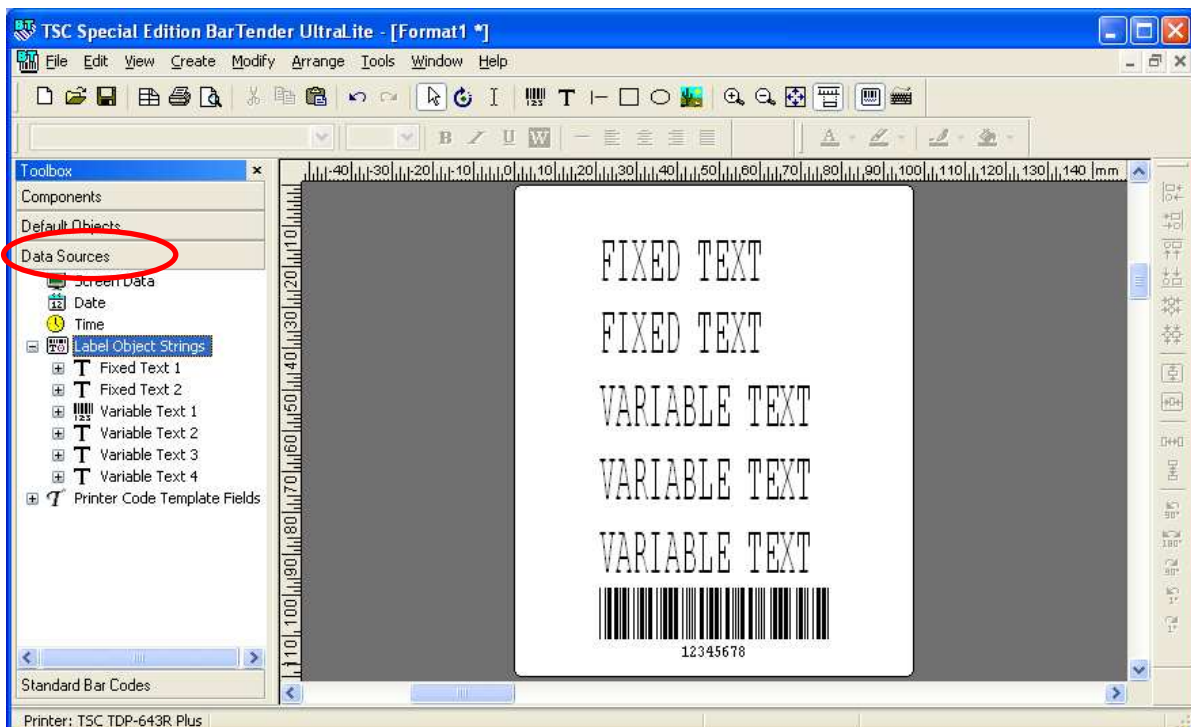 TSC Special Edition BarTender UltraLite - [Format1 *]
File Edit View Create Modify Arrange Tools Window Help
Toolbox
Components
Default Objects
Data Sources
Screen Data
Date
Time
Label Object Strings
Fixed Text 1
Fixed Text 2
Variable Text 1
Variable Text 2
Variable Text 3
Variable Text 4
Printer Code Template Fields
Standard Bar Codes
-40 -30 -20 -10 0 10 20 30 40 50 60 70 80 90 100 110 120 130 140 mm
10 20 30 40 50 60 70 80 90 100 110
FIXED TEXT
FIXED TEXT
VARIABLE TEXT
VARIABLE TEXT
VARIABLE TEXT
12345678
Printer: TSC TDP-643R Plus